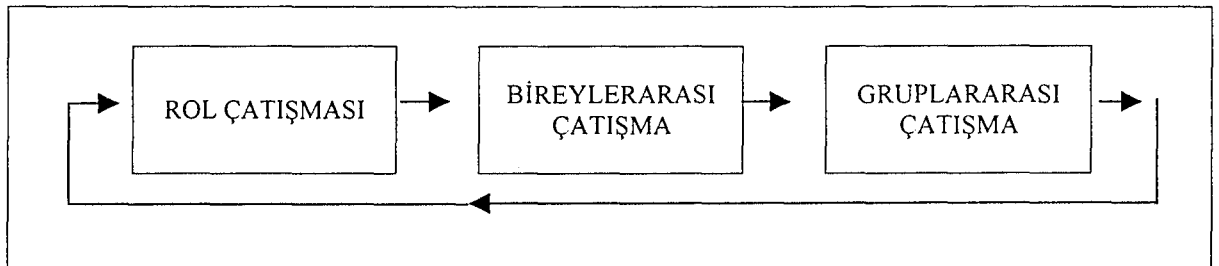 ROL ÇATIŞMASI
BİREYLERARASI
ÇATIŞMA
GRUPLARARASI
ÇATIŞMA